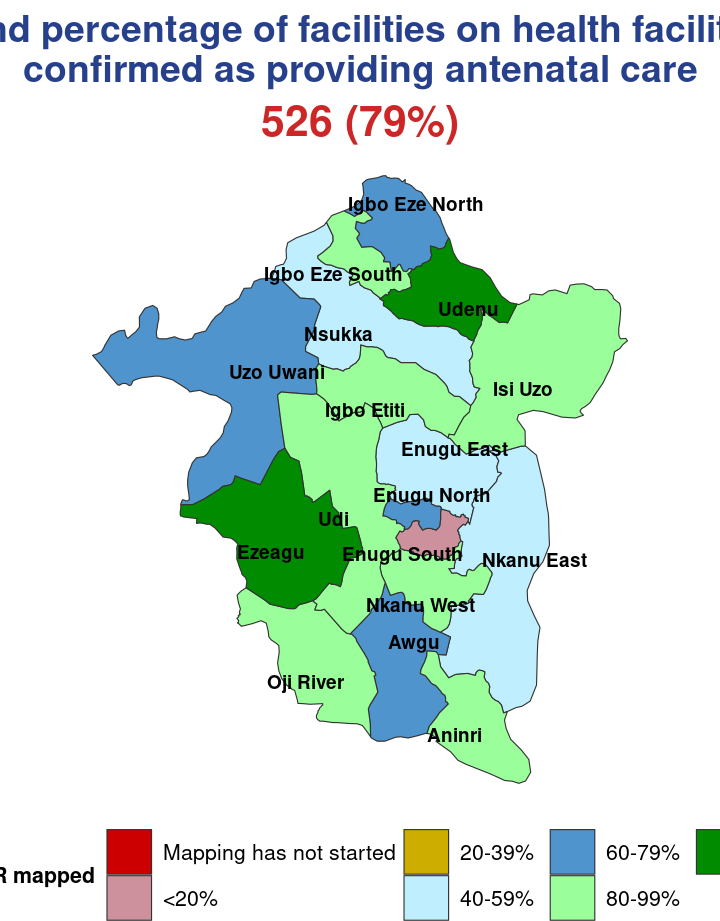 nd percentage of facilities on health facilit
confirmed as providing antenatal care
526 (79%)
Igbo Eze North
Igbo Eze South
Udenu
Nsukka
Uzo Uwani
Isi Uzo
Igbo Etiti
Enugu East
Enugu North
Udi
Ezeagu
Enugu South
Nkanu East
Nkanu West
Awgu
Oji River
Aninri
R mapped
Mapping has not started
20-39%
60-79%
<20%
40-59%
80-99%